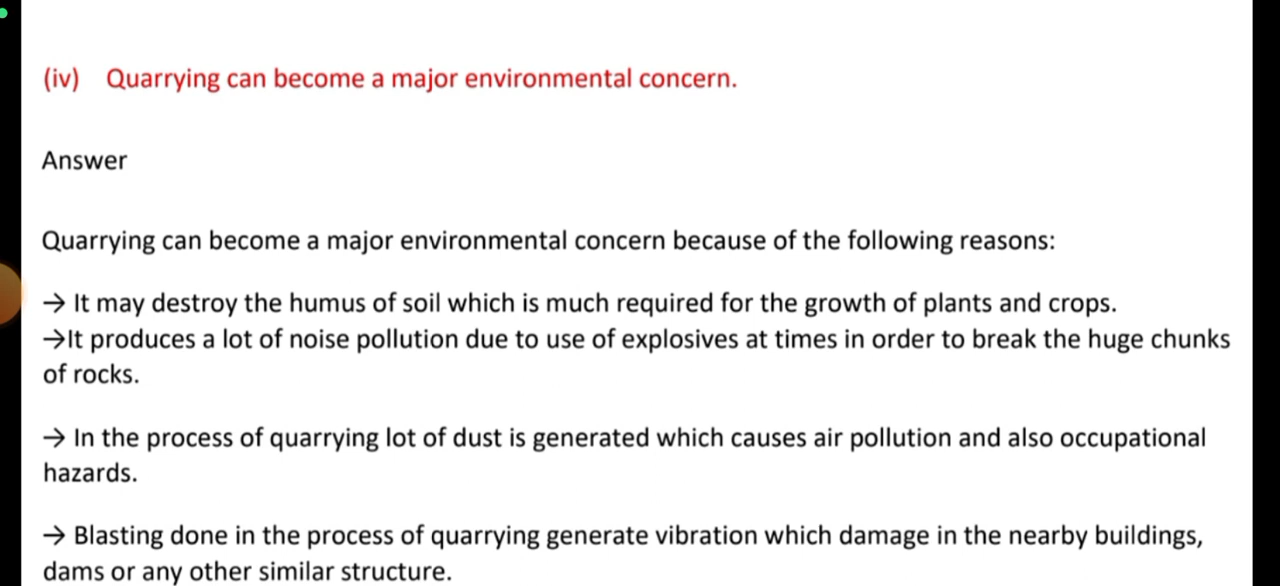 (iv) Quarrying can become a major environmental concern.
Answer
Quarrying can become a major environmental concern because of the following reasons:
→ It may destroy the humus of soil which is much required for the growth of plants and crops.
→It produces a lot of noise pollution due to use of explosives at times in order to break the huge chunks
of rocks.
→ In the process of quarrying lot of dust is generated which causes air pollution and also occupational
hazards.
→ Blasting done in the process of quarrying generate vibration which damage in the nearby buildings,
dams or any other similar structure.